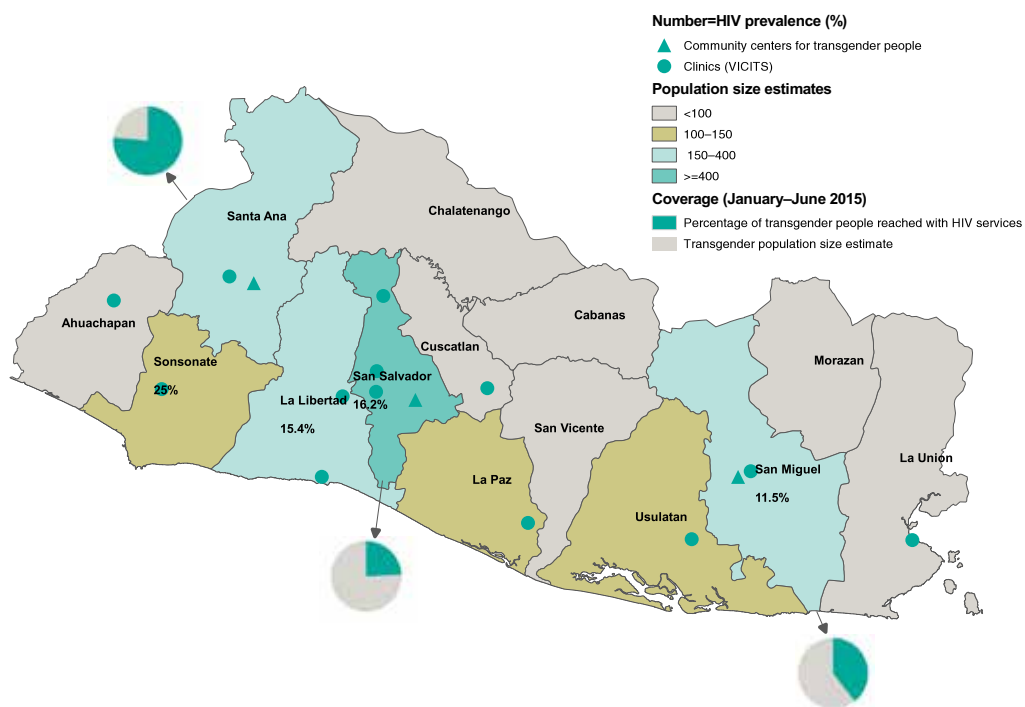 Number=HIV prevalence (%)
Community centers for transgender people
Clinics (VICITS)
Population size estimates
<100
100–150
150–400
>=400
Coverage (January–June 2015)
Percentage of transgender people reached with HIV services
Transgender population size estimate
Santa Ana
Chalatenango
Ahuachapan
Cabanas
Cuscatlan
Sonsonate
25%
San Salvador
16.2%
La Libertad
15.4%
Morazan
San Vicente
La Paz
Usulatan
San Miguel
11.5%
La Union